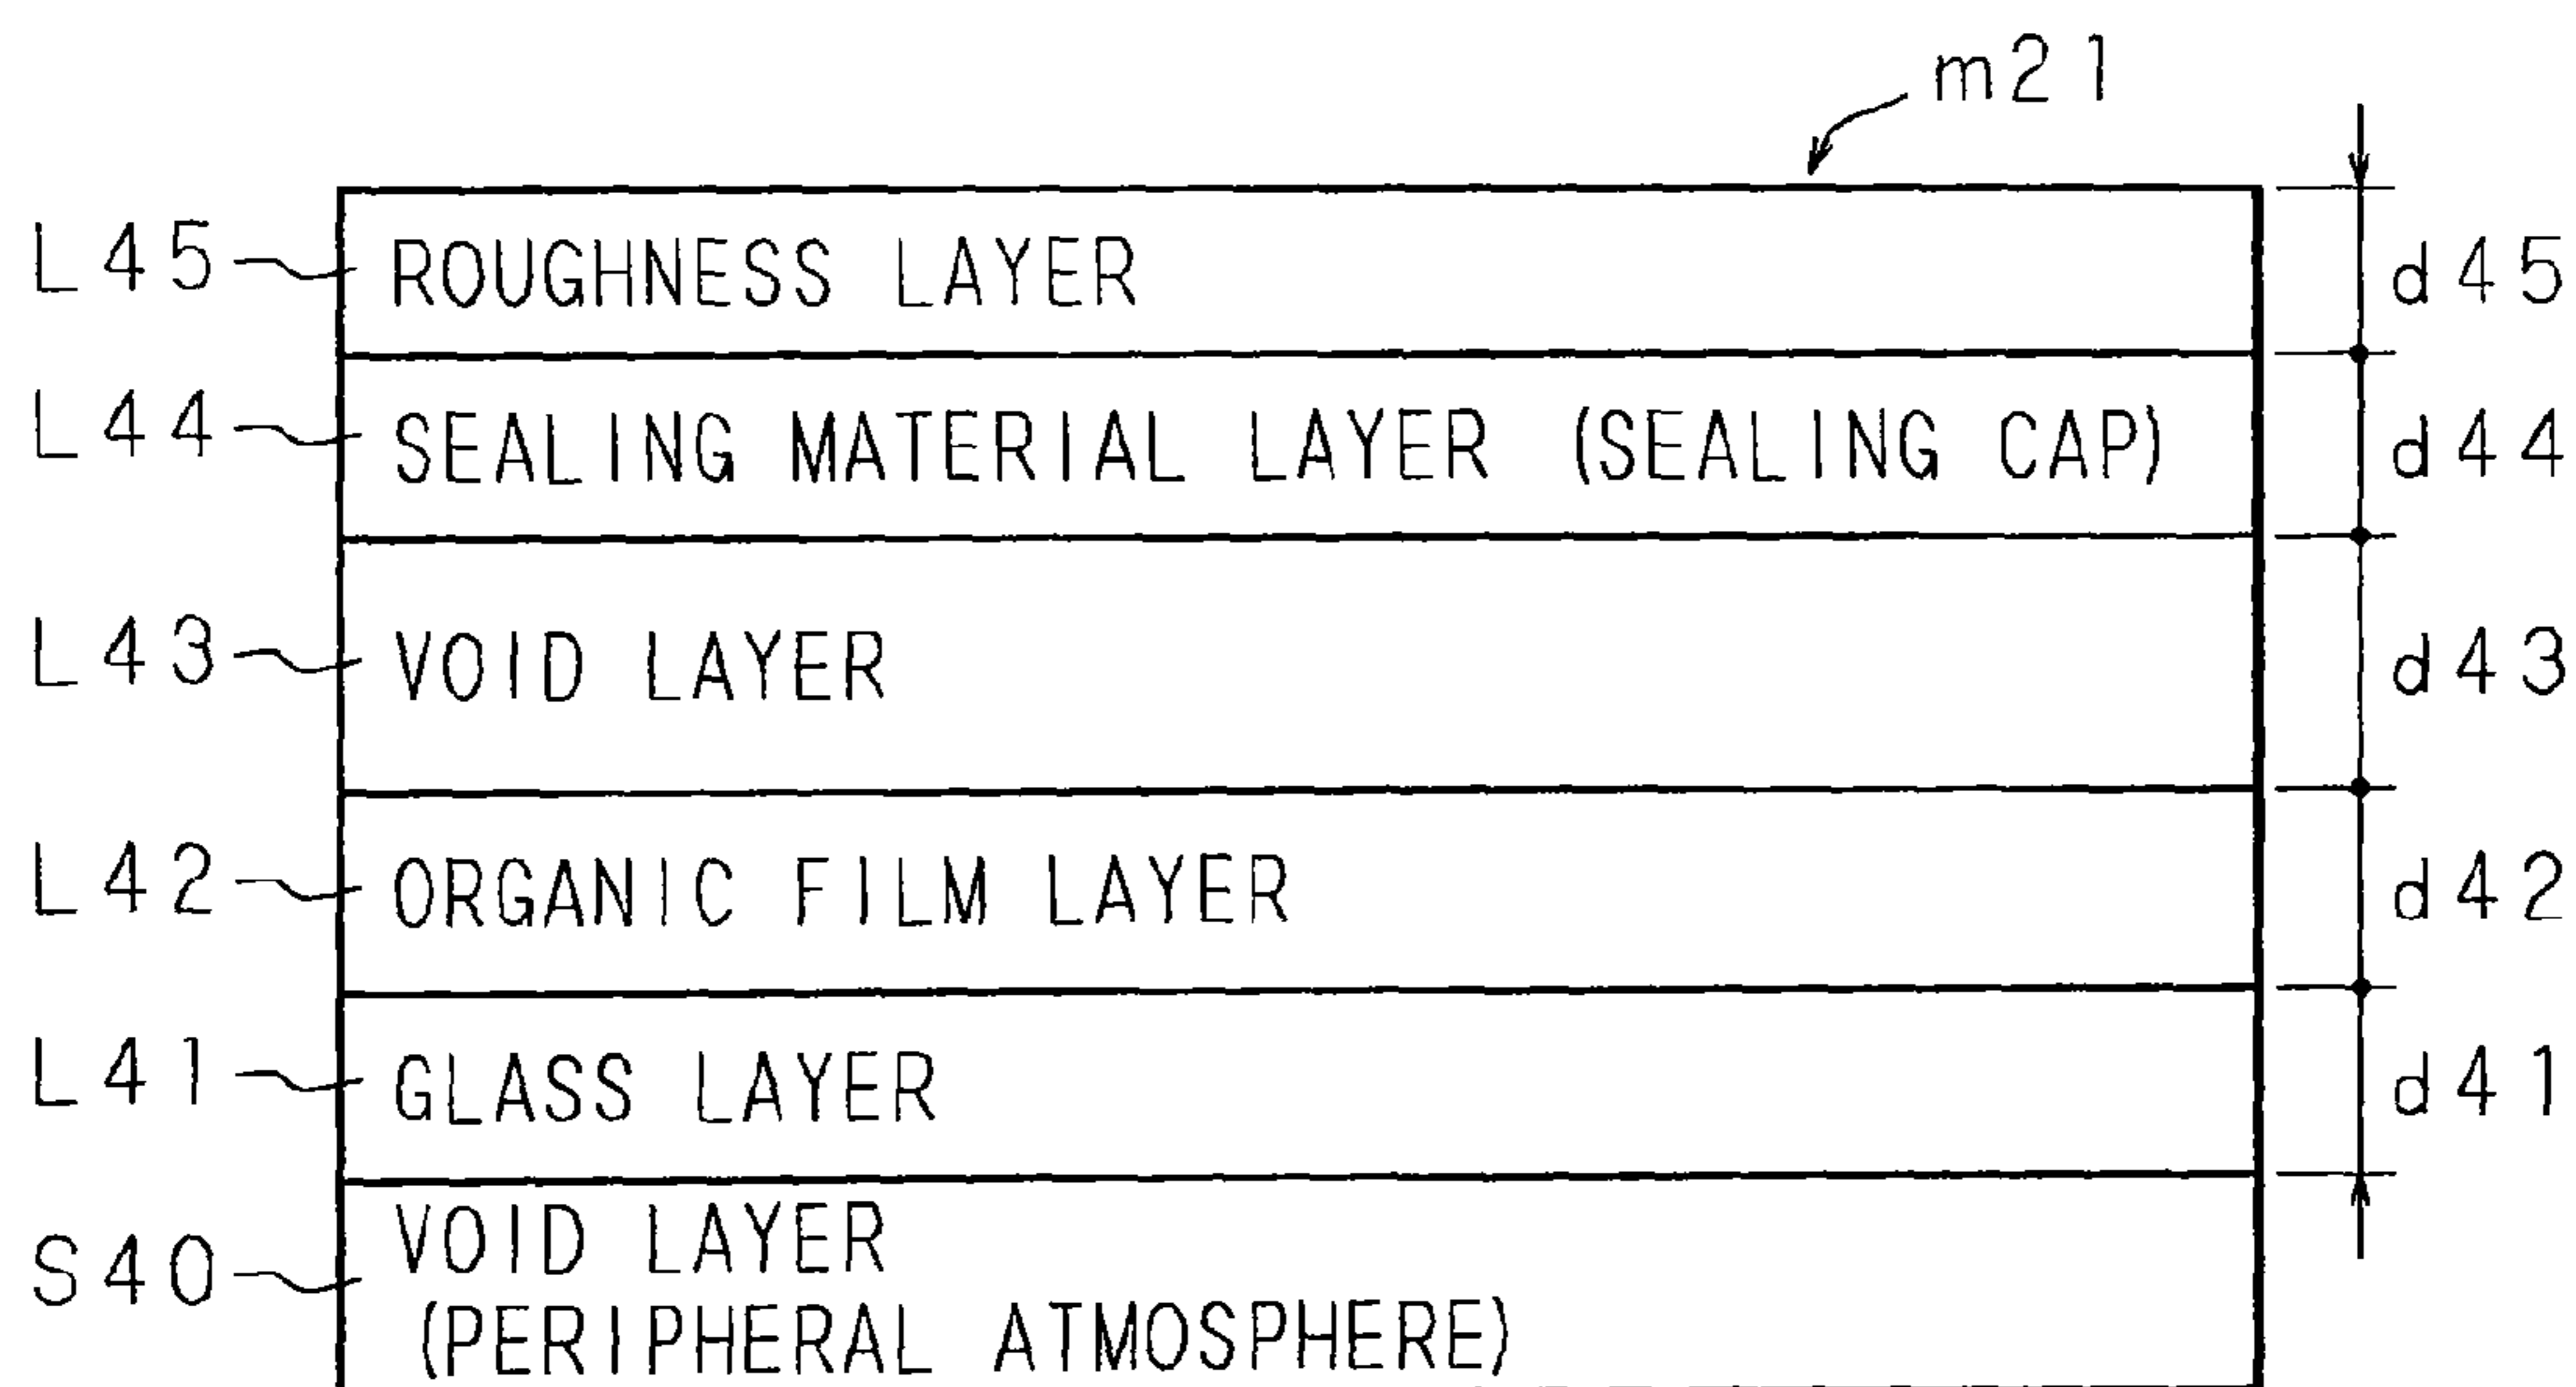 m21
L45 ROUGHNESS LAYER d45
L44 SEALING MATERIAL LAYER (SEALING CAP) d44
L43 VOID LAYER d43
L42 ORGANIC FILM LAYER d42
L41 GLASS LAYER d41
S40 VOID LAYER
(PERIPHERAL ATMOSPHERE)